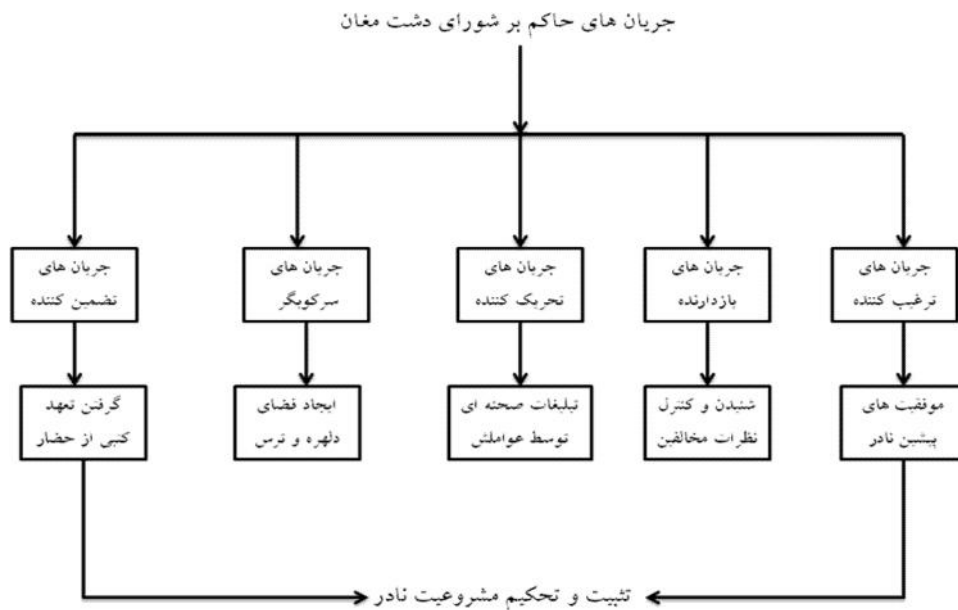 جریان های حاکم بر شورای دشت مغان
جریان های
ترغیب کننده
جریان های
بازدارنده
جریان های
تحریک کننده
جریان های
سرکوبگر
جریان های
تضمین کننده
موفقیت های
پیشین نادر
شنیدن و کنترل
نظرات مخالفین
تبلیغات صحنه ای
توسط عواملش
ایجاد فضای
دلهره و ترس
گرفتن تعهد
کتبی از حضار
تثبیت و تحکیم مشروعیت نادر